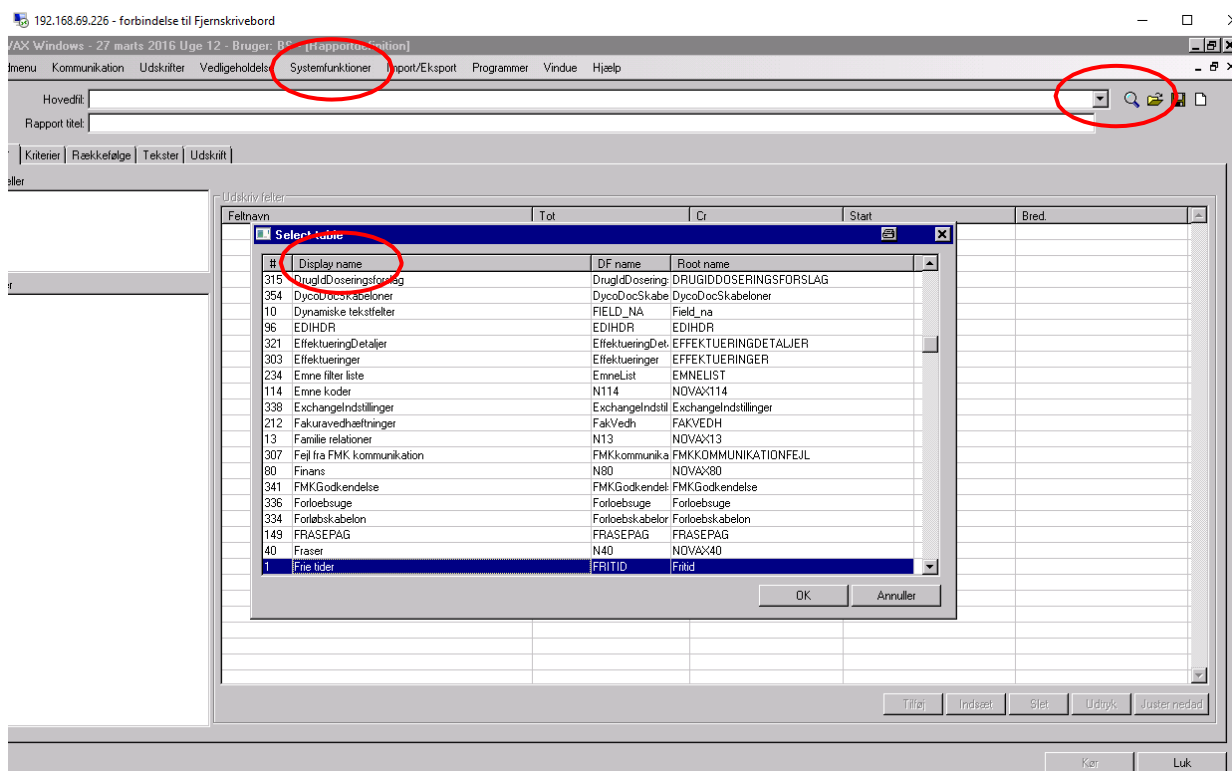 192.168.69.226 - forbindelse til Fjernskrivebord
VAX Windows - 27 marts 2016 Uge 12 - Bruger: BS - [Rapportdefinition]
dmenu Kommunikation Udskrifter Vedligeholdelse Systemfunktioner Import/Eksport Programmer Vindue Hjælp
Hovedfil:
Rapport titel:
Kriterier Rækkefølge Tekster Udskrift
eller
Udskriv felter
Feltnavn Tot Cr Start Bred.
Select table
# Display name DF name Root name
315 DrugIdDoseringsforslag DrugIdDosering: DRUGIDDOSERINGSFORSLAG
354 DycoDocSkabeloner DycoDocSkabe DycoDocSkabeloner
10 Dynamiske tekstfelter FIELD_NA Field_na
96 EDIHDR EDIHDR EDIHDR
321 EffektueringDetaljer EffektueringDet. EFFEKTUERINGDETALJER
303 Effektueringer Effektueringer EFFEKTUERINGER
234 Emne filter liste EmneList EMNELIST
114 Emne koder N114 NOVAX114
338 ExchangeIndstillinger ExchangeIndstil ExchangeIndstillinger
212 Fakuravedhæftninger FakVedh FAKVEDH
13 Familie relationer N13 NOVAX13
307 Fejl fra FMK kommunikation FMKkommunika FMKKOMMUNIKATIONFEJL
80 Finans N80 NOVAX80
341 FMKGodkendelse FMKGodkendel: FMKGodkendelse
336 Forloebsuge Forloebsuge Forloebsuge
334 Forløbskabelon Forloebskabelor Forloebskabelon
149 FRASEPAG FRASEPAG FRASEPAG
40 Fraser N40 NOVAX40
1 Frie tider FRITID Fritid
OK Annuller
Tilføj Indsæt Slet Udtryk Juster nedad
Kør Luk